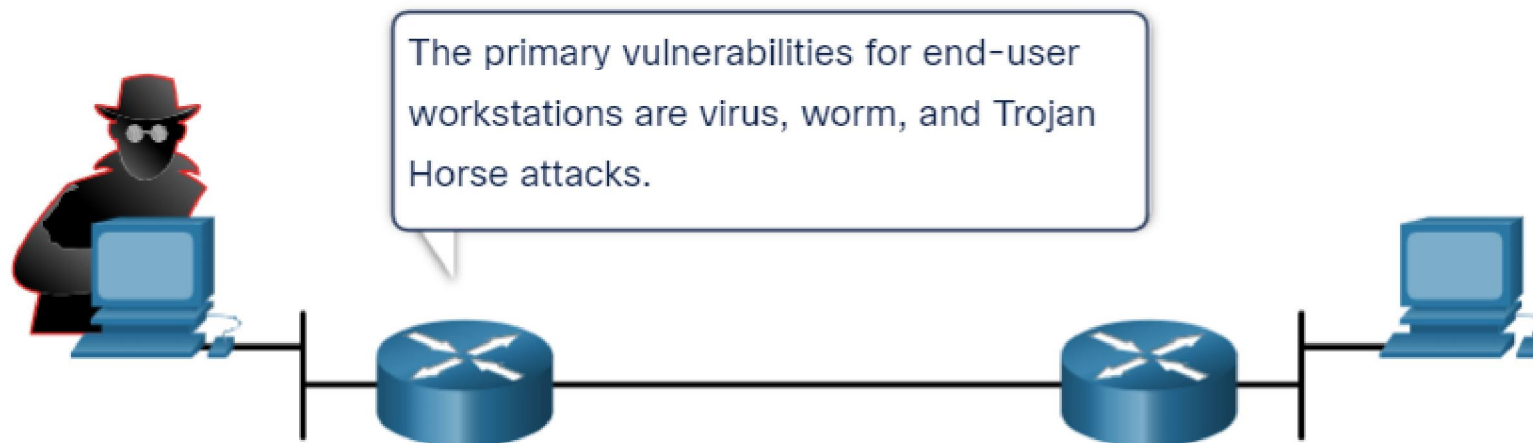 The primary vulnerabilities for end-user
workstations are virus, worm, and Trojan
Horse attacks.